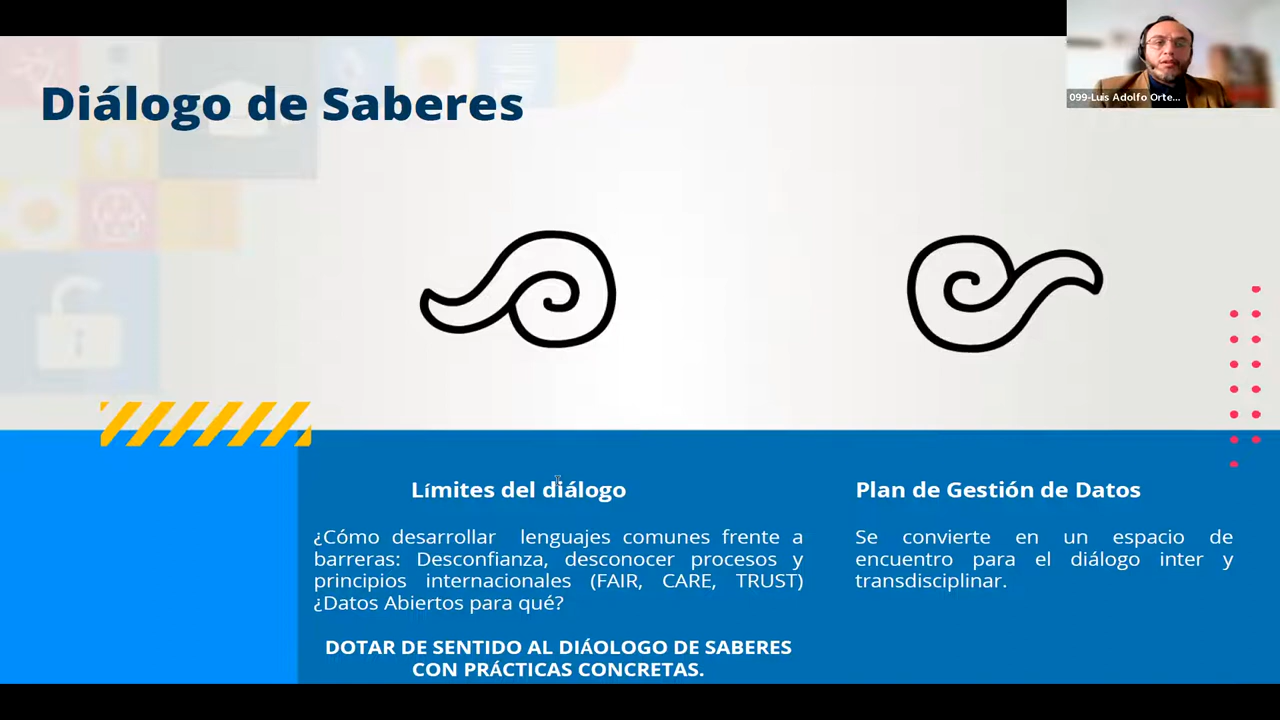 099-Luis Adolfo Orte...
Diálogo de Saberes
Límites del diálogo
¿Cómo desarrollar lenguajes comunes frente a
barreras: Desconfianza, desconocer procesos y
principios internacionales (FAIR, CARE, TRUST)
¿Datos Abiertos para qué?
DOTAR DE SENTIDO AL DIÁOLOGO DE SABERES
CON PRÁCTICAS CONCRETAS.
Plan de Gestión de Datos
Se convierte en un espacio de
encuentro para el diálogo inter y
transdisciplinar.